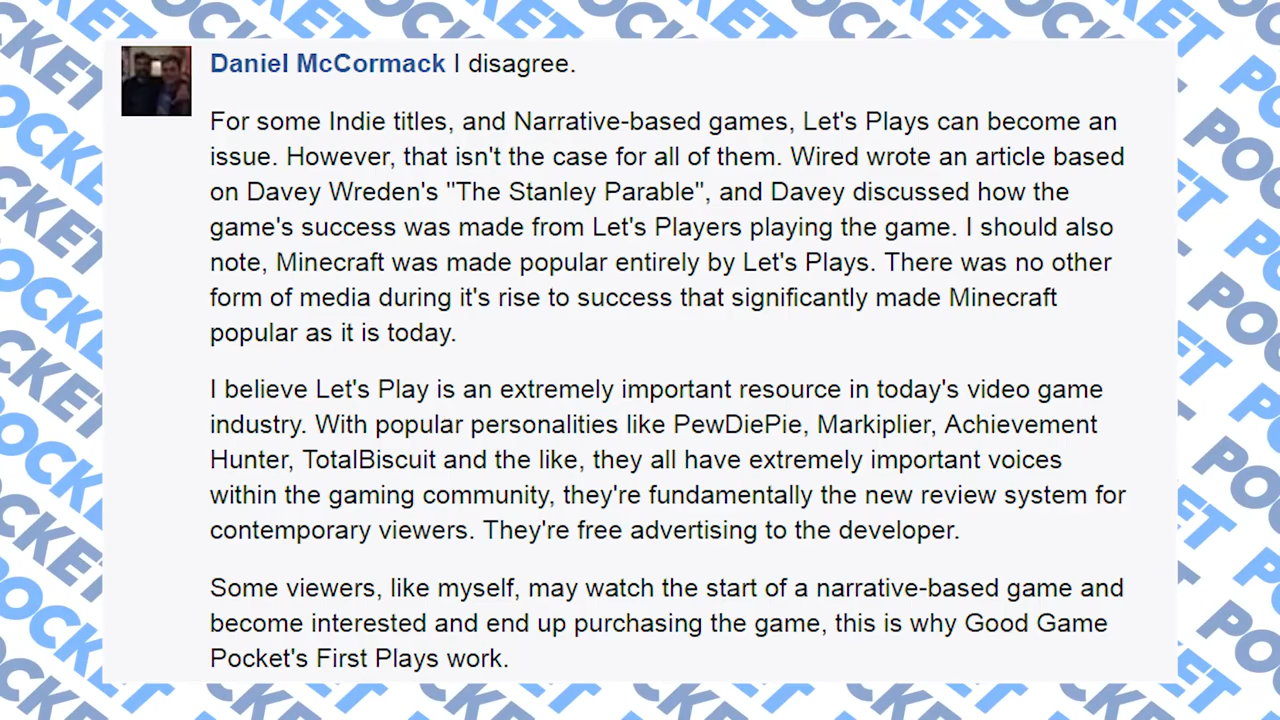 Daniel McCormack I disagree.
For some Indie titles, and Narrative-based games, Let's Plays can become an
issue. However, that isn't the case for all of them. Wired wrote an article based
on Davey Wreden's "The Stanley Parable", and Davey discussed how the
game's success was made from Let's Players playing the game. I should also
note, Minecraft was made popular entirely by Let's Plays. There was no other
form of media during it's rise to success that significantly made Minecraft
popular as it is today.
I believe Let's Play is an extremely important resource in today's video game
industry. With popular personalities like PewDiePie, Markiplier, Achievement
Hunter, TotalBiscuit and the like, they all have extremely important voices
within the gaming community, they're fundamentally the new review system for
contemporary viewers. They're free advertising to the developer.
Some viewers, like myself, may watch the start of a narrative-based game and
become interested and end up purchasing the game, this is why Good Game
Pocket's First Plays work.
POCKET